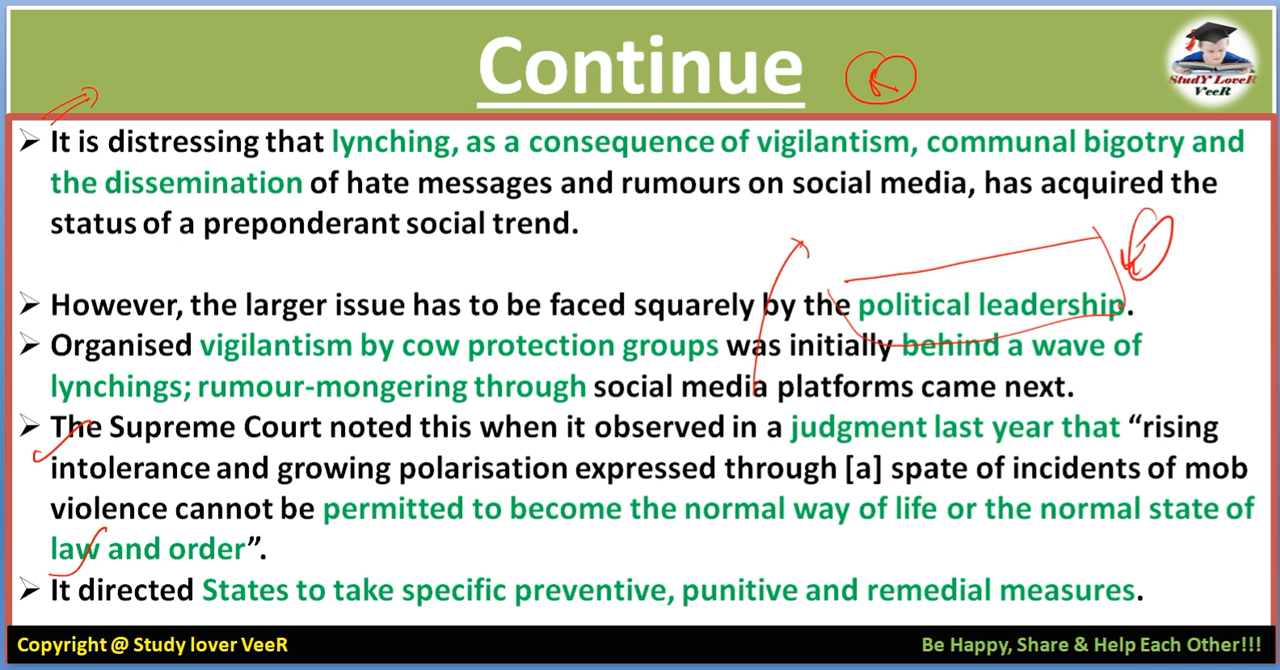 Continue
StudY LoveR
VeeR
➢ It is distressing that lynching, as a consequence of vigilantism, communal bigotry and
the dissemination of hate messages and rumours on social media, has acquired the
status of a preponderant social trend.
➢ However, the larger issue has to be faced squarely by the political leadership.
➢ Organised vigilantism by cow protection groups was initially behind a wave of
lynchings; rumour-mongering through social media platforms came next.
➢ The Supreme Court noted this when it observed in a judgment last year that “rising
intolerance and growing polarisation expressed through [a] spate of incidents of mob
violence cannot be permitted to become the normal way of life or the normal state of
law and order”.
➢ It directed States to take specific preventive, punitive and remedial measures.
Copyright @ Study lover VeeR
Be Happy, Share & Help Each Other!!!